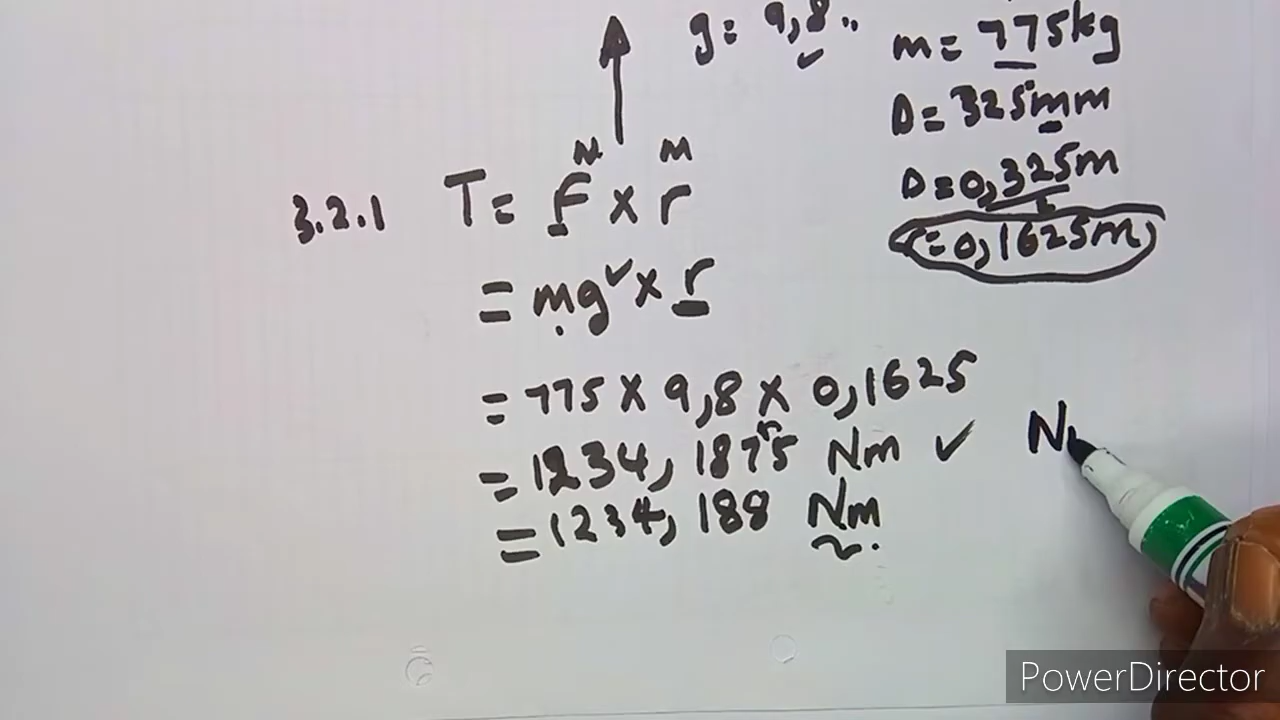 g= 9,8..
m= 775kg
D= 325mm
D=0,325m
r=0,1625m
N m
3.2.1 T= F x r
= mg x r
= 775 x 9,8 x 0,1625
= 1234,1875 Nm ✓
= 1234,188 Nm
N
PowerDirector